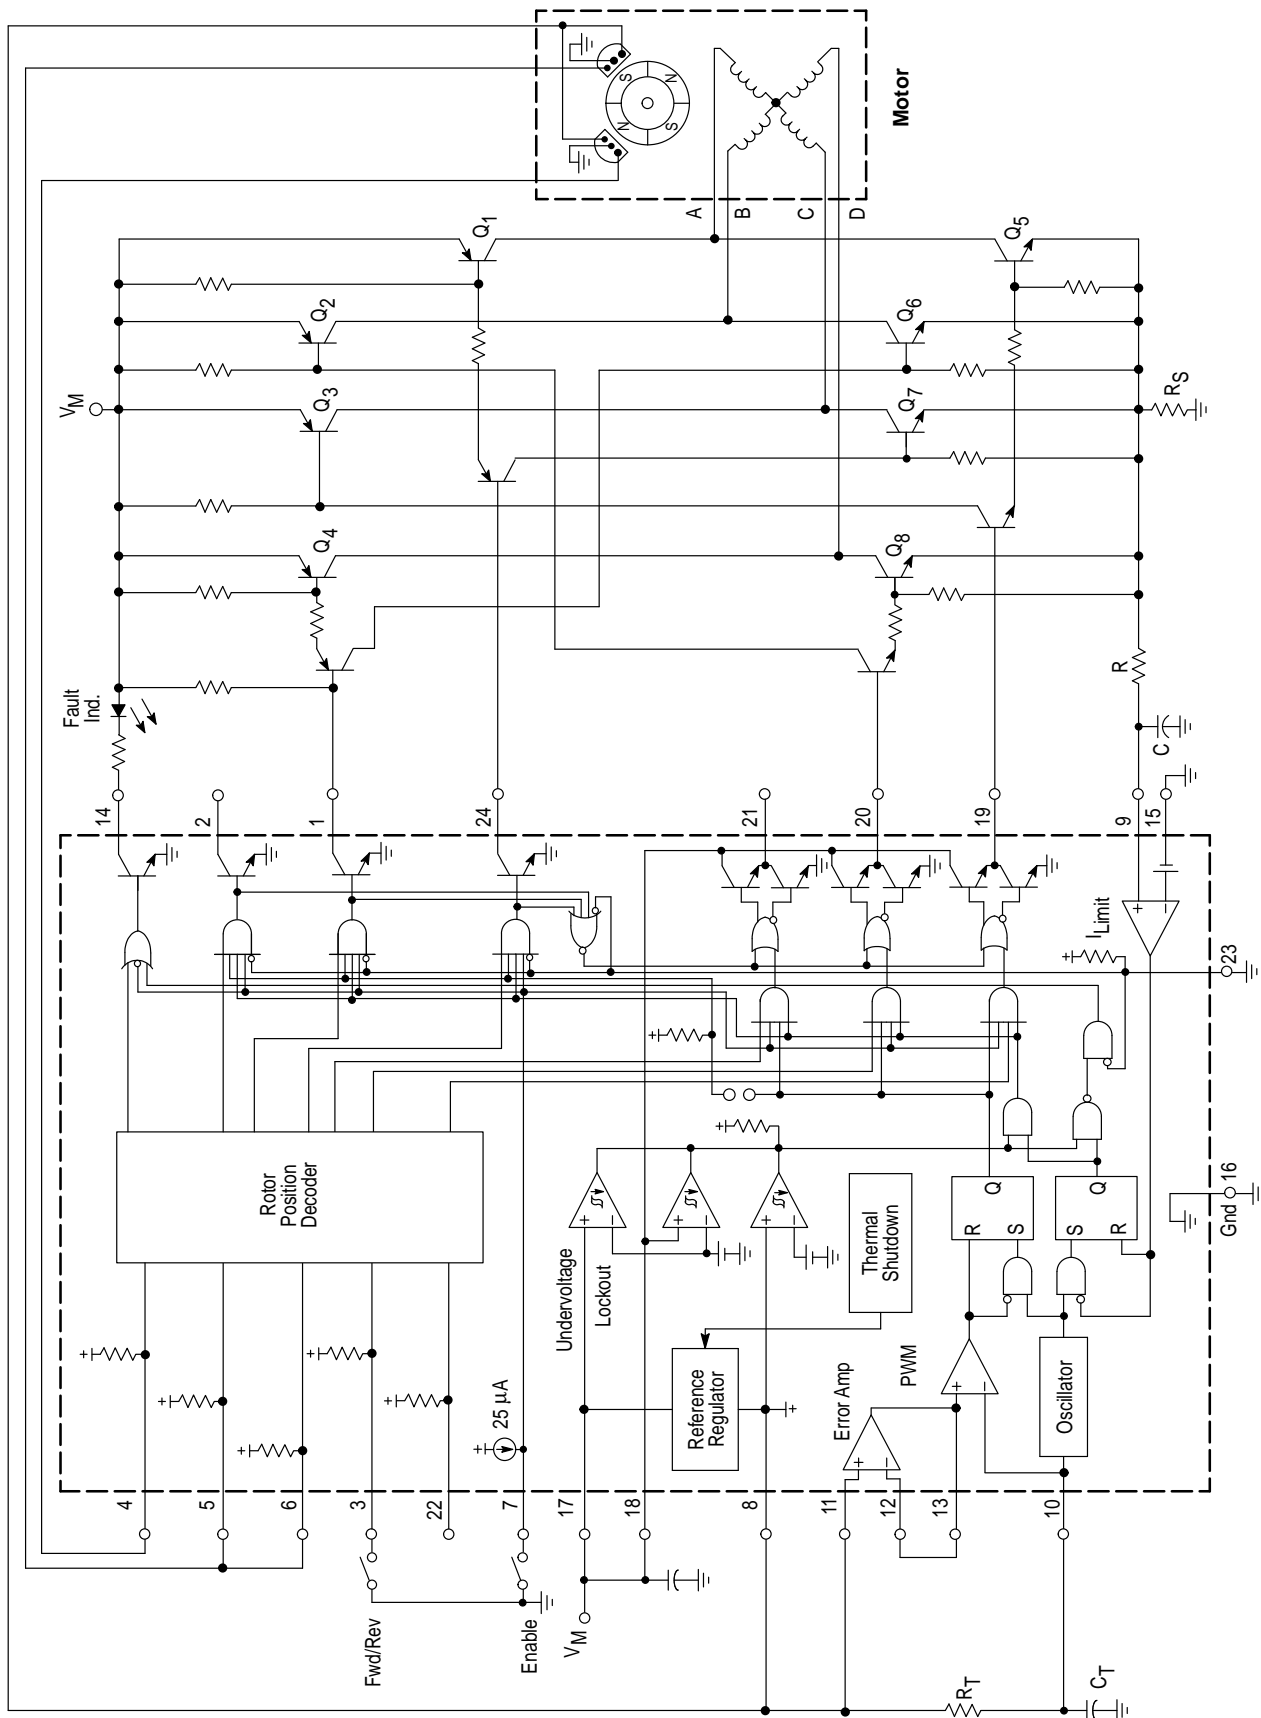 4
5
6
3
22
7
17
18
8
11
12
13
10
Fwd/Rev
Enable
VM
RT
CT
Rotor
Position
Decoder
25 μA
Undervoltage
Lockout
Reference
Regulator
Thermal
Shutdown
Error Amp
PWM
Oscillator
R
Q
S
S
Q
R
ILimit
Gnd 16
23
14
2
1
24
21
20
19
9
15
Fault
Ind.
VM
Q4
Q3
Q2
Q1
Q8
Q7
Q6
Q5
R
C
RS
A
B
C
D
N
S
S
N
Motor